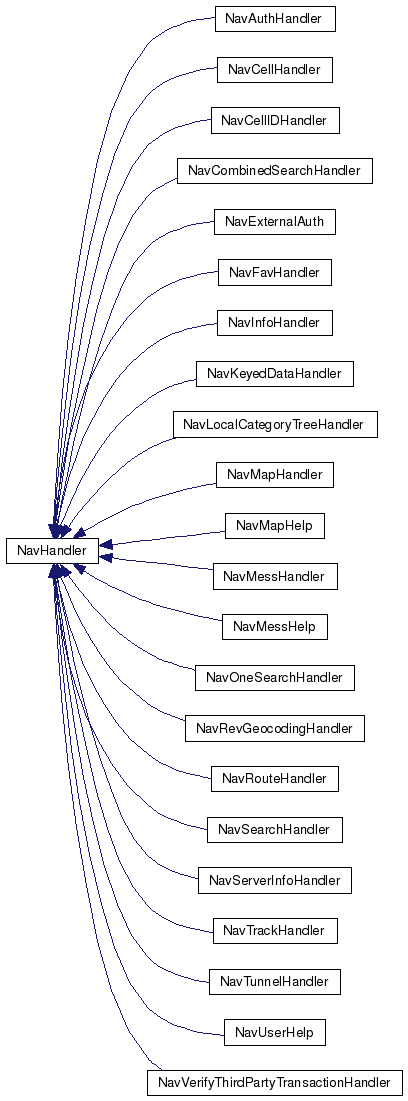 NavAuthHandler
NavCellHandler
NavCellIDHandler
NavCombinedSearchHandler
NavExternalAuth
NavFavHandler
NavInfoHandler
NavKeyedDataHandler
NavLocalCategoryTreeHandler
NavMapHandler
NavMapHelp
NavHandler
NavMessHandler
NavMessHelp
NavOneSearchHandler
NavRevGeocodingHandler
NavRouteHandler
NavSearchHandler
NavServerInfoHandler
NavTrackHandler
NavTunnelHandler
NavUserHelp
NavVerifyThirdPartyTransactionHandler